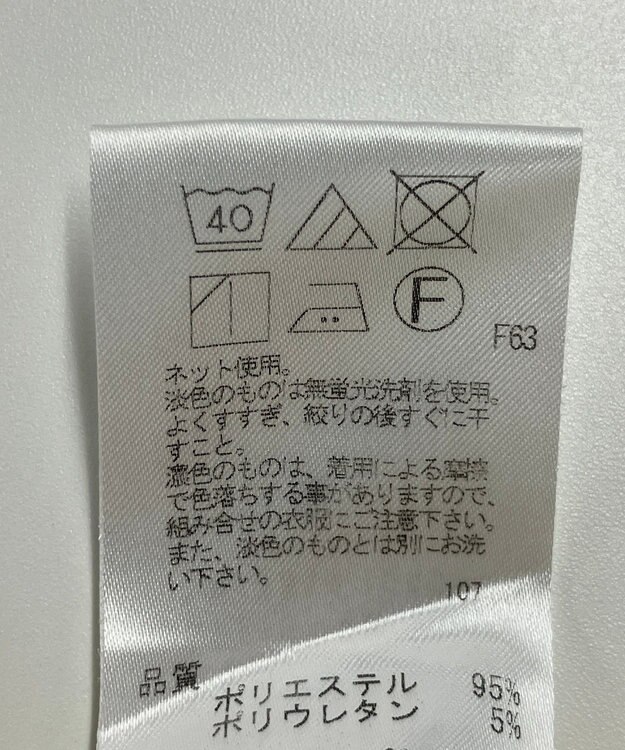 40
F
F63
ネット使用。
淡色のものは無蛍光洗剤を使用。
よくすすぎ、絞りの後すぐに干
すこと。
濃色のものは、着用による摩擦
で色落ちする事がありますので、
組み合せの衣服にご注意下さい。
また、淡色のものとは別にお洗
い下さい。
107
品質
ポリエステル 95%
ポリウレタン 5%